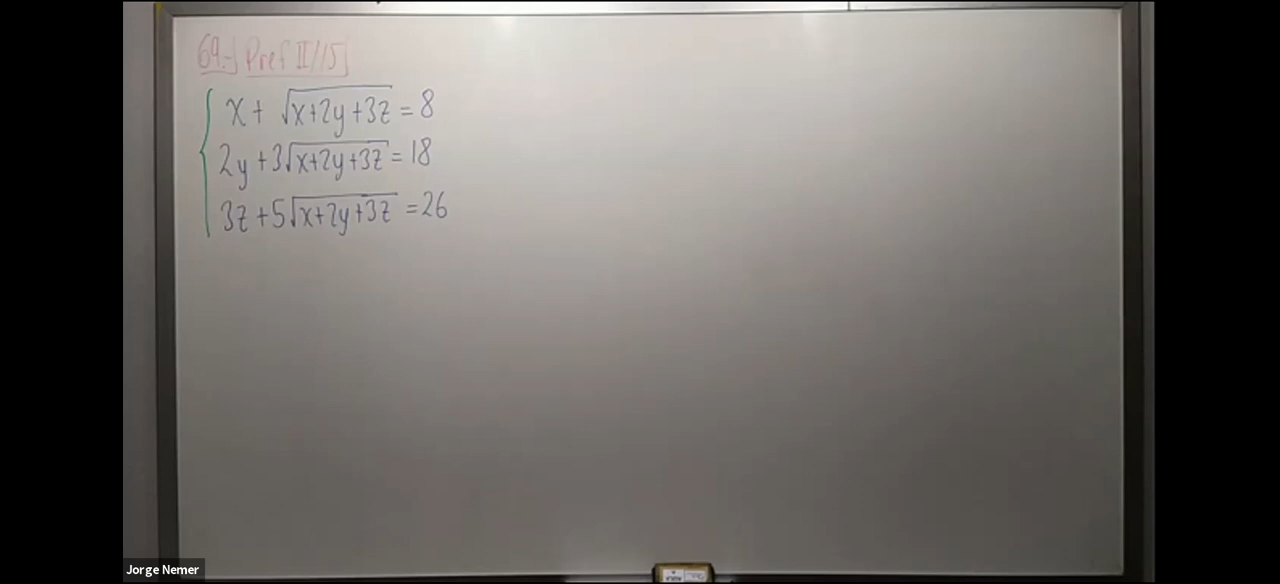 69.-] Pref II/15]
x + √x+2y+3z = 8
2y + 3√x+2y+3z = 18
3z + 5√x+2y+3z = 26
Jorge Nemer